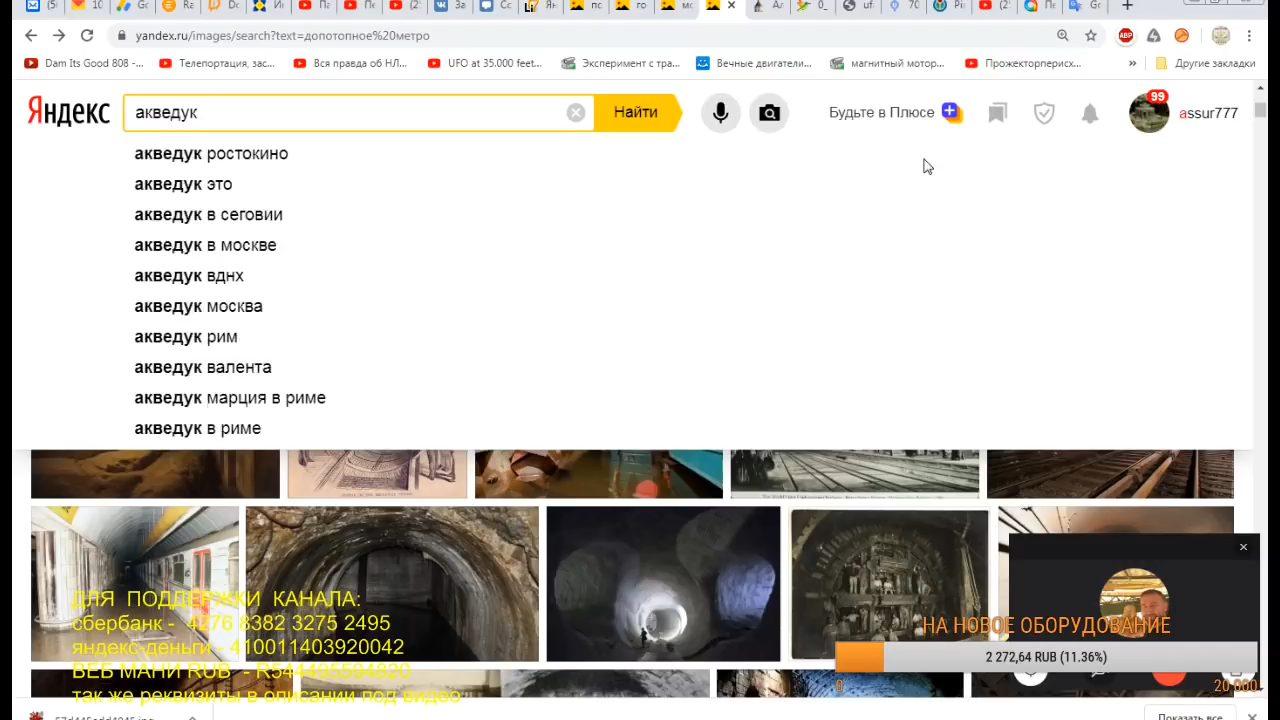 yandex.ru/images/search?text=допотопное%20метро
Dam Its Good 808 -...
Телепортация, зас...
Вся правда об НЛ...
UFO at 35.000 feet...
Эксперимент с тра...
Вечные двигатели...
магнитный мотор...
Прожекторперисх...
»
Другие закладки
Яндекс
акведук
Найти
Будьте в Плюсе
99
assur777
акведук ростокино
акведук это
акведук в сеговии
акведук в москве
акведук вднх
акведук москва
акведук рим
акведук валента
акведук марция в риме
акведук в риме
ДЛЯ ПОДДЕРЖКИ КАНАЛА:
сбербанк - 4276 8382 3275 2495
яндекс-деньги - 410011403920042
ВЕБ МАНИ RUB - R544495594820
так же реквизиты в описании под видео
НА НОВОЕ ОБОРУДОВАНИЕ
2 272,64 RUB (11.36%)
0
20 000
Показать все